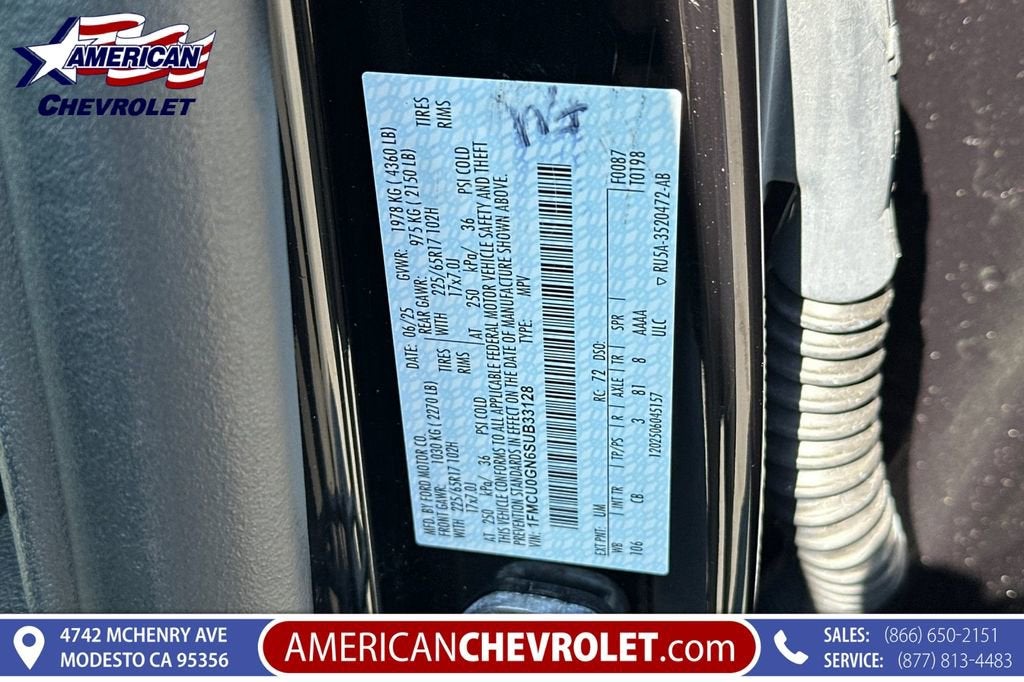 AMERICAN
CHEVROLET
MFD. BY FORD MOTOR CO.
DATE: 06/25 GVWR: 1978 KG ( 4360 LB)
FRONT GAWR: 1030 KG ( 2270 LB) REAR GAWR: 975 KG ( 2150 LB)
WITH 225/65R17 102H TIRES WITH 225/65R17 102H TIRES
17x7.0J RIMS 17x7.0J RIMS
AT 250 kPa/ 36 PSI COLD AT 250 kPa/ 36 PSI COLD
THIS VEHICLE CONFORMS TO ALL APPLICABLE FEDERAL MOTOR VEHICLE SAFETY AND THEFT
PREVENTION STANDARDS IN EFFECT ON THE DATE OF MANUFACTURE SHOWN ABOVE.
VIN: 1FMCU0GN6SUB33128 TYPE: MPV
EXT PNT: UM RC: 72 DSO: F0087
WB INT TR TP/PS R AXLE TR SPR T0198
106 CB 3 81 8 AAAA
120250604S157 ULC
RU5A-3520472-AB
4742 MCHENRY AVE
MODESTO CA 95356
AMERICANCHEVROLET.com
SALES: (866) 650-2151
SERVICE: (877) 813-4483